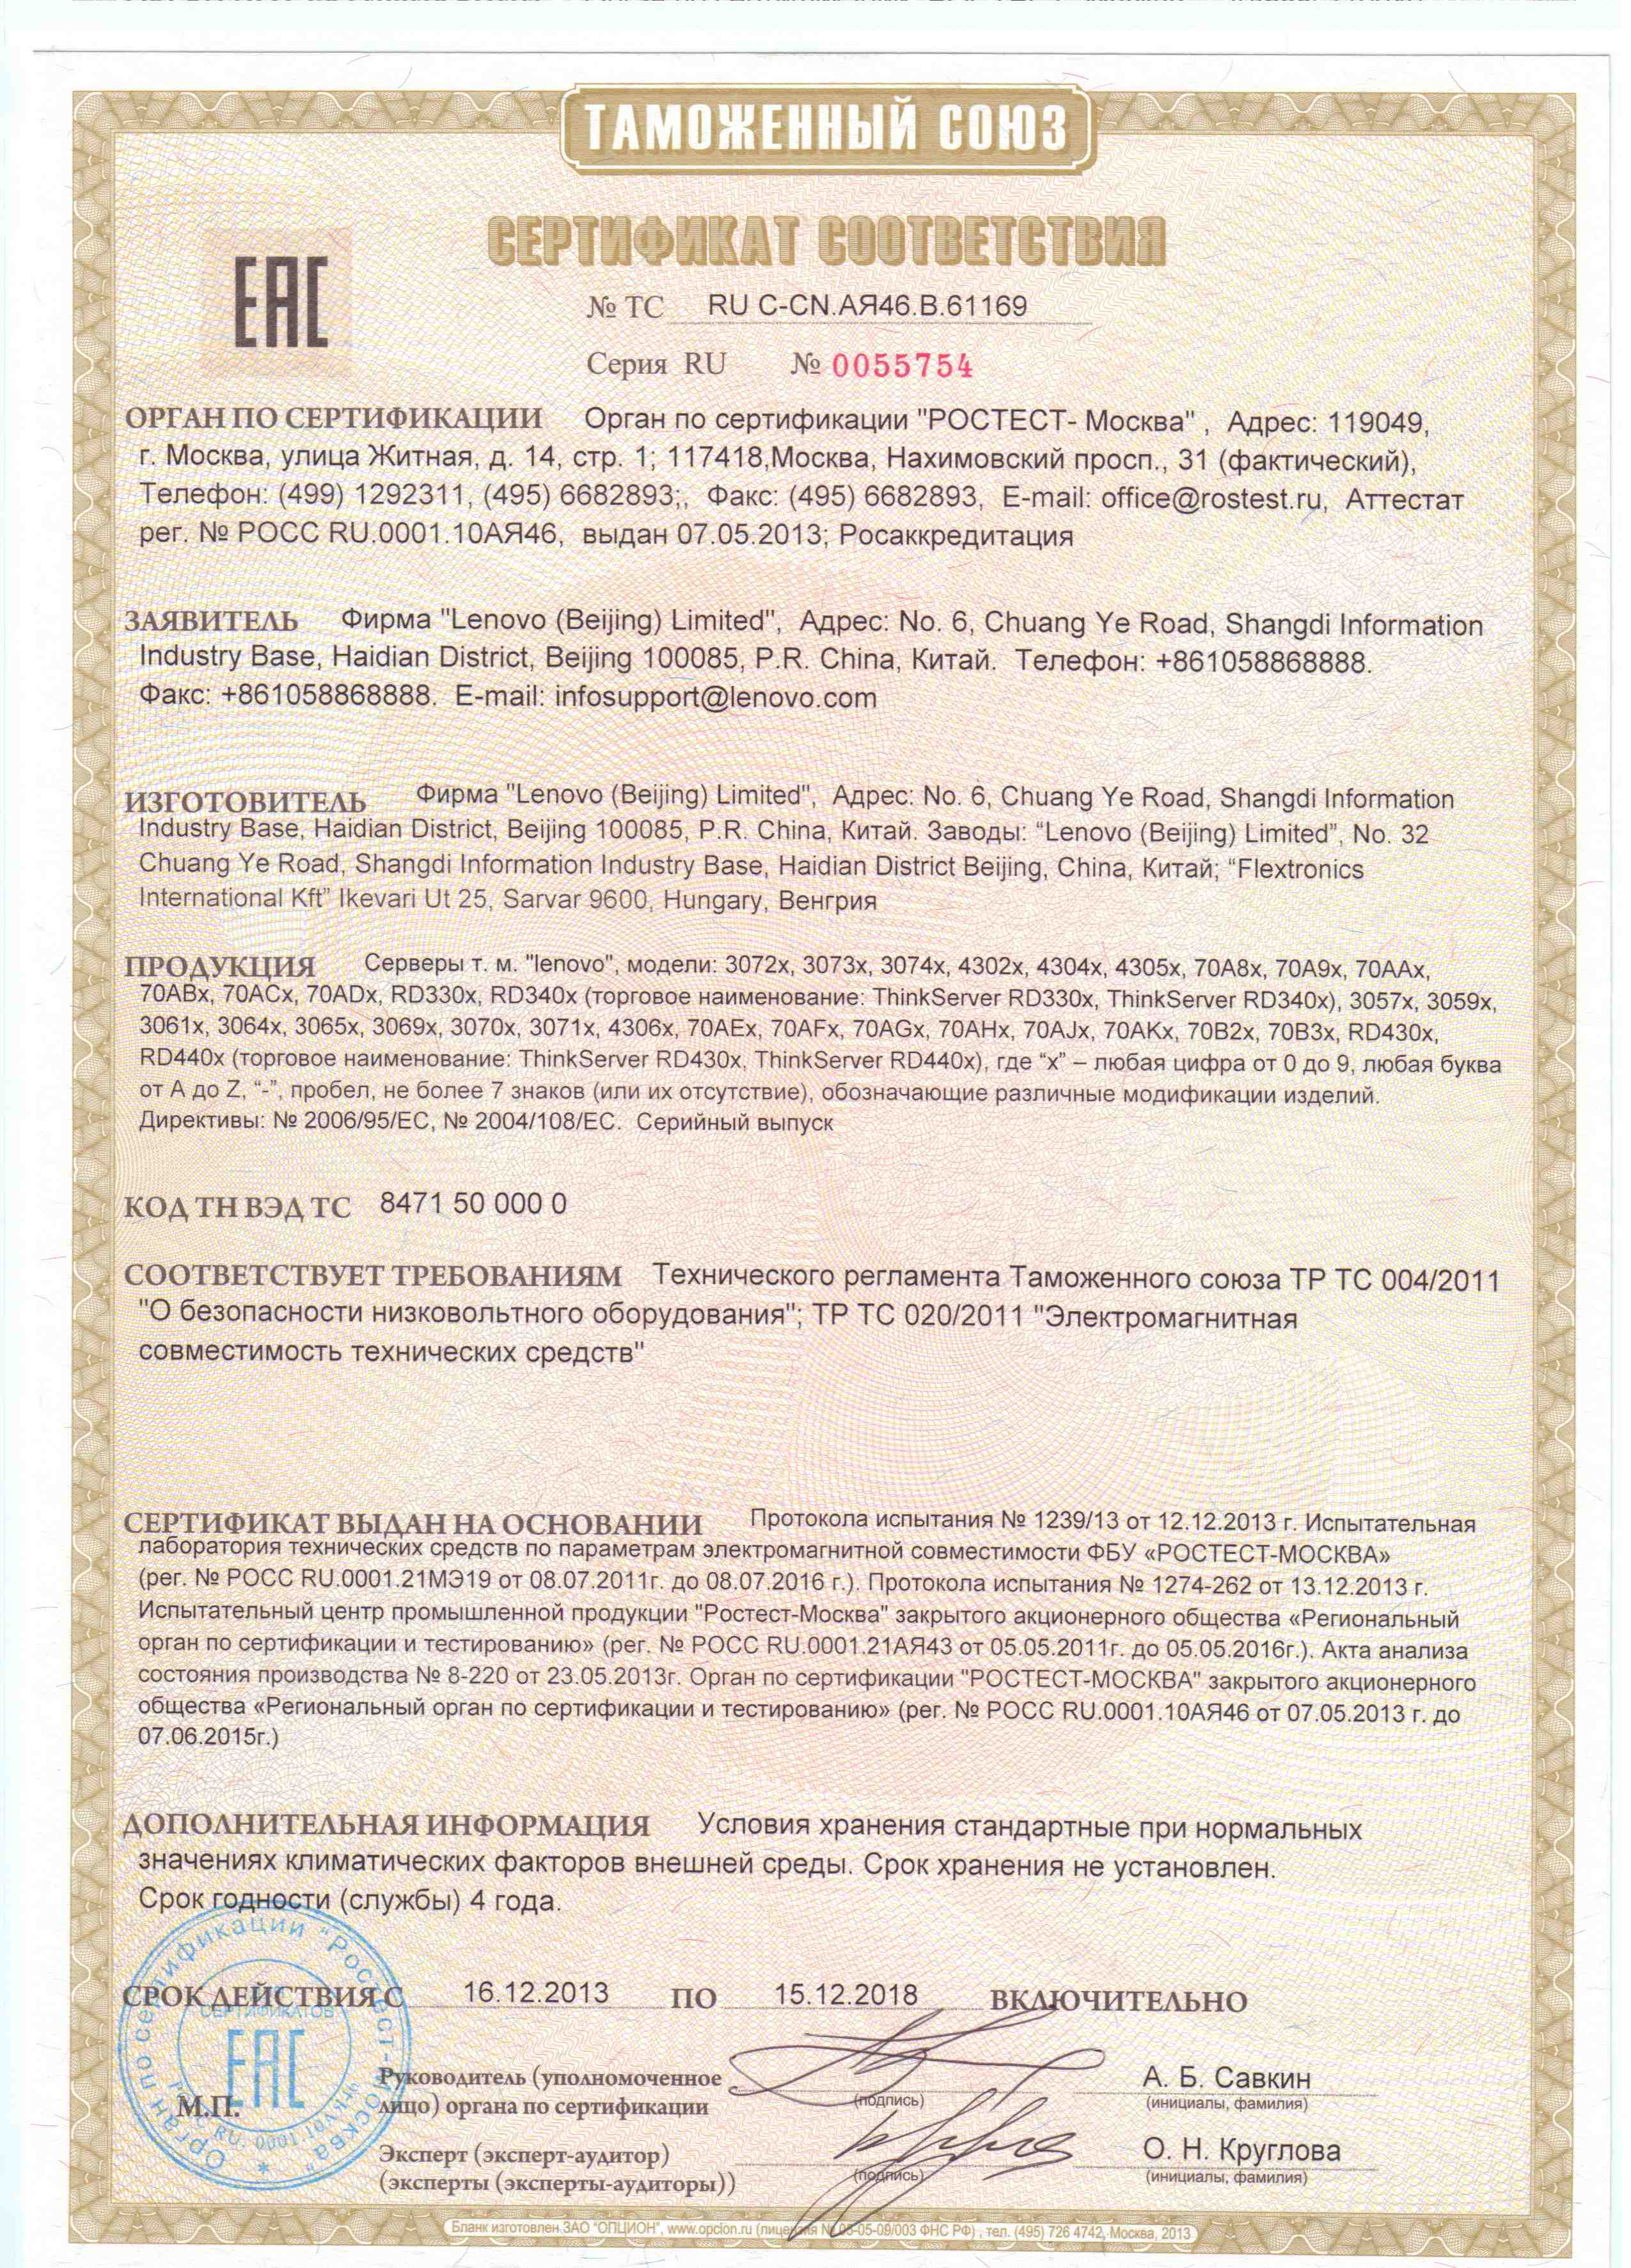 ТАМОЖЕННЫЙ СОЮЗ
СЕРТИФИКАТ СООТВЕТСТВИЯ
EAC
№ ТС RU C-CN.АЯ46.В.61169
Серия RU № 0055754
ОРГАН ПО СЕРТИФИКАЦИИ Орган по сертификации "РОСТЕСТ- Москва" , Адрес: 119049,
г. Москва, улица Житная, д. 14, стр. 1; 117418,Москва, Нахимовский просп., 31 (фактический),
Телефон: (499) 1292311, (495) 6682893;, Факс: (495) 6682893, E-mail: office@rostest.ru, Аттестат
рег. № РОСС RU.0001.10АЯ46, выдан 07.05.2013; Росаккредитация
ЗАЯВИТЕЛЬ Фирма "Lenovo (Beijing) Limited", Адрес: No. 6, Chuang Ye Road, Shangdi Information
Industry Base, Haidian District, Beijing 100085, P.R. China, Китай. Телефон: +861058868888.
Факс: +861058868888. E-mail: infosupport@lenovo.com
ИЗГОТОВИТЕЛЬ Фирма "Lenovo (Beijing) Limited", Адрес: No. 6, Chuang Ye Road, Shangdi Information
Industry Base, Haidian District, Beijing 100085, P.R. China, Китай. Заводы: “Lenovo (Beijing) Limited”, No. 32
Chuang Ye Road, Shangdi Information Industry Base, Haidian District Beijing, China, Китай; “Flextronics
International Kft” Ikevari Ut 25, Sarvar 9600, Hungary, Венгрия
ПРОДУКЦИЯ Серверы т. м. "lenovo", модели: 3072x, 3073x, 3074x, 4302x, 4304x, 4305x, 70A8x, 70A9x, 70AAx,
70ABx, 70ACx, 70ADx, RD330x, RD340x (торговое наименование: ThinkServer RD330x, ThinkServer RD340x), 3057x, 3059x,
3061x, 3064x, 3065x, 3069x, 3070x, 3071x, 4306x, 70AEx, 70AFx, 70AGx, 70AHx, 70AJx, 70AKx, 70B2x, 70B3x, RD430x,
RD440x (торговое наименование: ThinkServer RD430x, ThinkServer RD440x), где “x” – любая цифра от 0 до 9, любая буква
от A до Z, “-”, пробел, не более 7 знаков (или их отсутствие), обозначающие различные модификации изделий.
Директивы: № 2006/95/EC, № 2004/108/EC. Серийный выпуск
КОД ТН ВЭД ТС 8471 50 000 0
СООТВЕТСТВУЕТ ТРЕБОВАНИЯМ Технического регламента Таможенного союза ТР ТС 004/2011
"О безопасности низковольтного оборудования"; ТР ТС 020/2011 "Электромагнитная
совместимость технических средств"
СЕРТИФИКАТ ВЫДАН НА ОСНОВАНИИ Протокола испытания № 1239/13 от 12.12.2013 г. Испытательная
лаборатория технических средств по параметрам электромагнитной совместимости ФБУ «РОСТЕСТ-МОСКВА»
(рег. № РОСС RU.0001.21МЭ19 от 08.07.2011г. до 08.07.2016 г.). Протокола испытания № 1274-262 от 13.12.2013 г.
Испытательный центр промышленной продукции "Ростест-Москва" закрытого акционерного общества «Региональный
орган по сертификации и тестированию» (рег. № РОСС RU.0001.21АЯ43 от 05.05.2011г. до 05.05.2016г.). Акта анализа
состояния производства № 8-220 от 23.05.2013г. Орган по сертификации "РОСТЕСТ-МОСКВА" закрытого акционерного
общества «Региональный орган по сертификации и тестированию» (рег. № РОСС RU.0001.10АЯ46 от 07.05.2013 г. до
07.06.2015г.)
ДОПОЛНИТЕЛЬНАЯ ИНФОРМАЦИЯ Условия хранения стандартные при нормальных
значениях климатических факторов внешней среды. Срок хранения не установлен.
Срок годности (службы) 4 года.
СРОК ДЕЙСТВИЯ С 16.12.2013 ПО 15.12.2018 ВКЛЮЧИТЕЛЬНО
Орган по сертификации "Ростест-Москва"
СЕРТИФИКАТОВ
EAC
М.П.
Руководитель (уполномоченное
лицо) органа по сертификации
(подпись)
А. Б. Савкин
(инициалы, фамилия)
Эксперт (эксперт-аудитор)
(эксперты (эксперты-аудиторы))
(подпись)
О. Н. Круглова
(инициалы, фамилия)
Бланк изготовлен ЗАО "ОПЦИОН", www.opcion.ru (лицензия № 05-05-09/003 ФНС РФ) , тел. (495) 726 4742, Москва, 2013